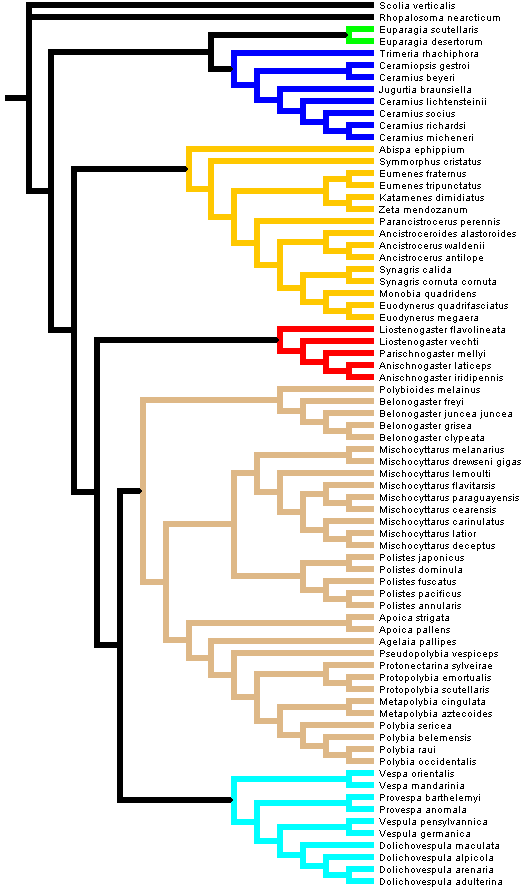 Scolia verticalis
Rhopalosoma nearcticum
Euparagia scutellaris
Euparagia desertorum
Trimeria rhachiphora
Ceramiopsis gestroi
Ceramius beyeri
Jugurtia braunsiella
Ceramius lichtensteinii
Ceramius socius
Ceramius richardsi
Ceramius micheneri
Abispa ephippium
Symmorphus cristatus
Eumenes fraternus
Eumenes tripunctatus
Katamenes dimidiatus
Zeta mendozanum
Parancistrocerus perennis
Ancistroceroides alastoroides
Ancistrocerus waldenii
Ancistrocerus antilope
Synagris calida
Synagris cornuta cornuta
Monobia quadridens
Euodynerus quadrifasciatus
Euodynerus megaera
Liostenogaster flavolineata
Liostenogaster vechti
Parischnogaster mellyi
Anischnogaster laticeps
Anischnogaster iridipennis
Polybioides melainus
Belonogaster freyi
Belonogaster juncea juncea
Belonogaster grisea
Belonogaster clypeata
Mischocyttarus melanarius
Mischocyttarus drewseni gigas
Mischocyttarus lemoulti
Mischocyttarus flavitarsis
Mischocyttarus paraguayensis
Mischocyttarus cearensis
Mischocyttarus carinulatus
Mischocyttarus latior
Mischocyttarus deceptus
Polistes japonicus
Polistes dominula
Polistes fuscatus
Polistes pacificus
Polistes annularis
Apoica strigata
Apoica pallens
Agelaia pallipes
Pseudopolybia vespiceps
Protonectarina sylveirae
Protopolybia emortualis
Protopolybia scutellaris
Metapolybia cingulata
Metapolybia aztecoides
Polybia sericea
Polybia belemensis
Polybia raui
Polybia occidentalis
Vespa orientalis
Vespa mandarinia
Provespa barthelemyi
Provespa anomala
Vespula pensylvannica
Vespula germanica
Dolichovespula maculata
Dolichovespula alpicola
Dolichovespula arenaria
Dolichovespula adulterina